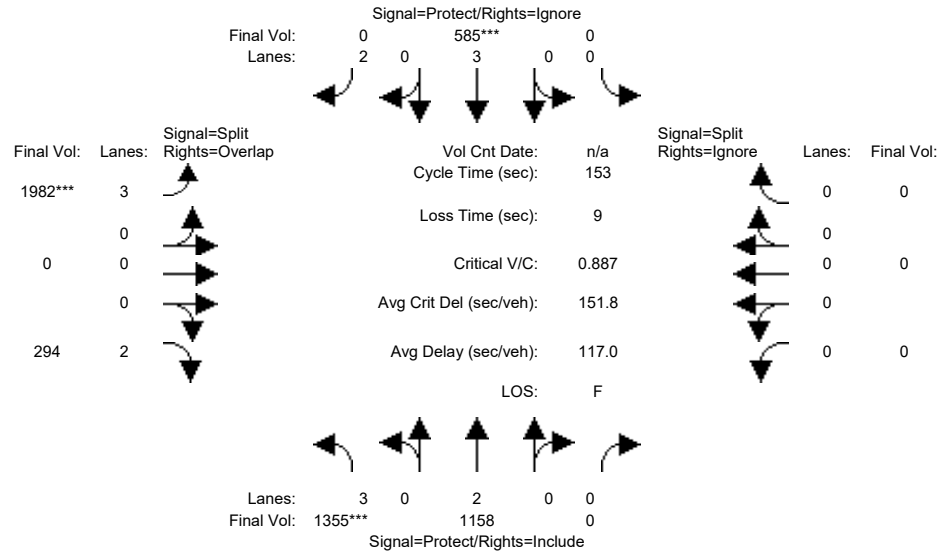 Signal=Protect/Rights=Ignore
Final Vol: 0 585*** 0
Lanes: 2 0 3 0 0
Signal=Split
Final Vol: Lanes: Rights=Overlap
Vol Cnt Date: n/a
Signal=Split
Rights=Ignore Lanes: Final Vol:
Cycle Time (sec): 153
1982*** 3
0 0
Loss Time (sec): 9
0
0
0 0
Critical V/C: 0.887
0 0
0
Avg Crit Del (sec/veh): 151.8
0
294 2
Avg Delay (sec/veh): 117.0
0 0
LOS: F
Lanes: 3 0 2 0 0
Final Vol: 1355*** 1158 0
Signal=Protect/Rights=Include